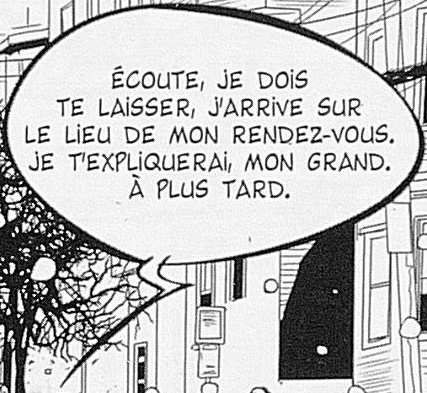 ÉCOUTE, JE DOIS
TE LAISSER, J'ARRIVE SUR
LE LIEU DE MON RENDEZ-VOUS.
JE T'EXPLIQUERAI, MON GRAND.
À PLUS TARD.